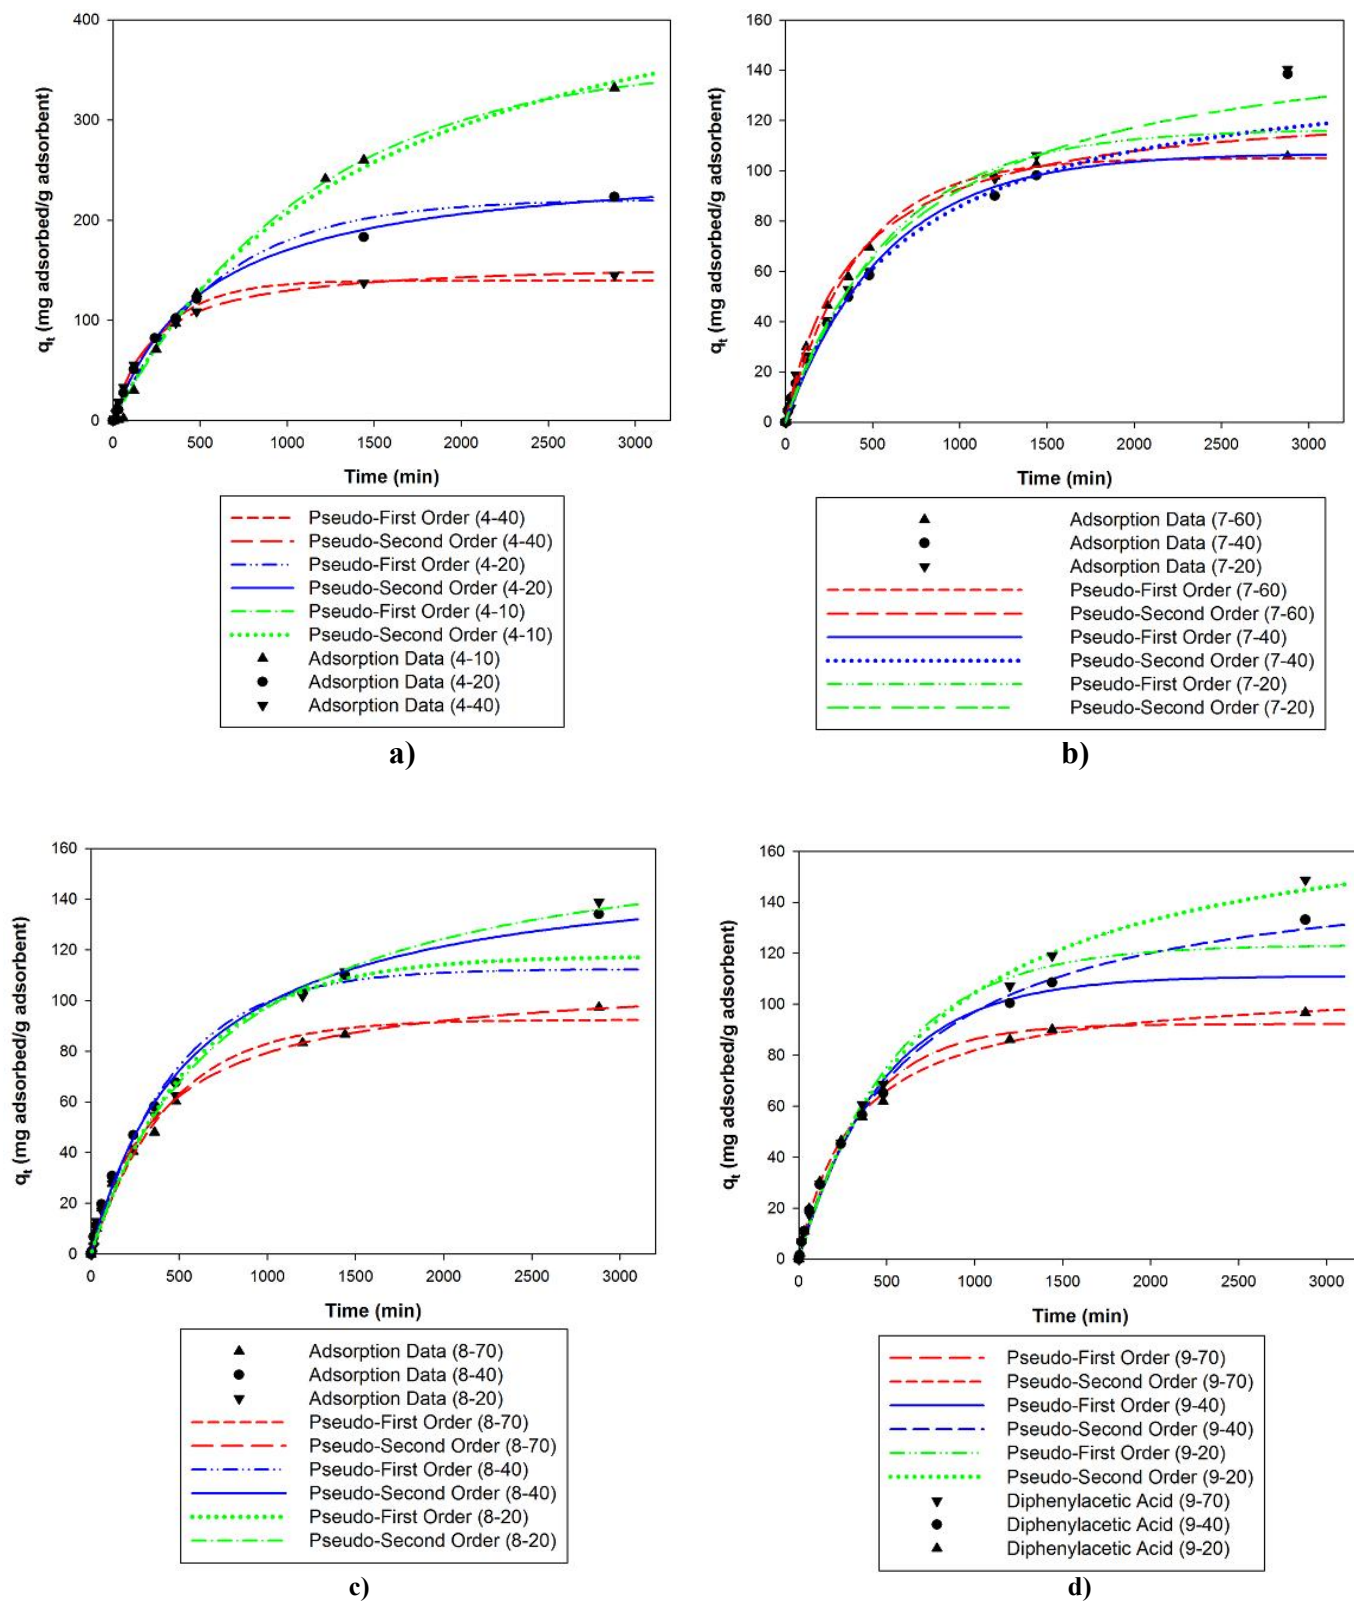 400
300
200
100
0
q_t (mg adsorbed/g adsorbent)
0 500 1000 1500 2000 2500 3000
Time (min)
Pseudo-First Order (4-40)
Pseudo-Second Order (4-40)
Pseudo-First Order (4-20)
Pseudo-Second Order (4-20)
Pseudo-First Order (4-10)
Pseudo-Second Order (4-10)
Adsorption Data (4-10)
Adsorption Data (4-20)
Adsorption Data (4-40)
a)
160
140
120
100
80
60
40
20
0
q_t (mg adsorbed/g adsorbent)
0 500 1000 1500 2000 2500 3000
Time (min)
Adsorption Data (7-60)
Adsorption Data (7-40)
Adsorption Data (7-20)
Pseudo-First Order (7-60)
Pseudo-Second Order (7-60)
Pseudo-First Order (7-40)
Pseudo-Second Order (7-40)
Pseudo-First Order (7-20)
Pseudo-Second Order (7-20)
b)
160
140
120
100
80
60
40
20
0
q_t (mg adsorbed/g adsorbent)
0 500 1000 1500 2000 2500 3000
Time (min)
Adsorption Data (8-70)
Adsorption Data (8-40)
Adsorption Data (8-20)
Pseudo-First Order (8-70)
Pseudo-Second Order (8-70)
Pseudo-First Order (8-40)
Pseudo-Second Order (8-40)
Pseudo-First Order (8-20)
Pseudo-Second Order (8-20)
c)
160
140
120
100
80
60
40
20
0
q_t (mg adsorbed/g adsorbent)
0 500 1000 1500 2000 2500 3000
Time (min)
Pseudo-First Order (9-70)
Pseudo-Second Order (9-70)
Pseudo-First Order (9-40)
Pseudo-Second Order (9-40)
Pseudo-First Order (9-20)
Pseudo-Second Order (9-20)
Diphenylacetic Acid (9-70)
Diphenylacetic Acid (9-40)
Diphenylacetic Acid (9-20)
d)